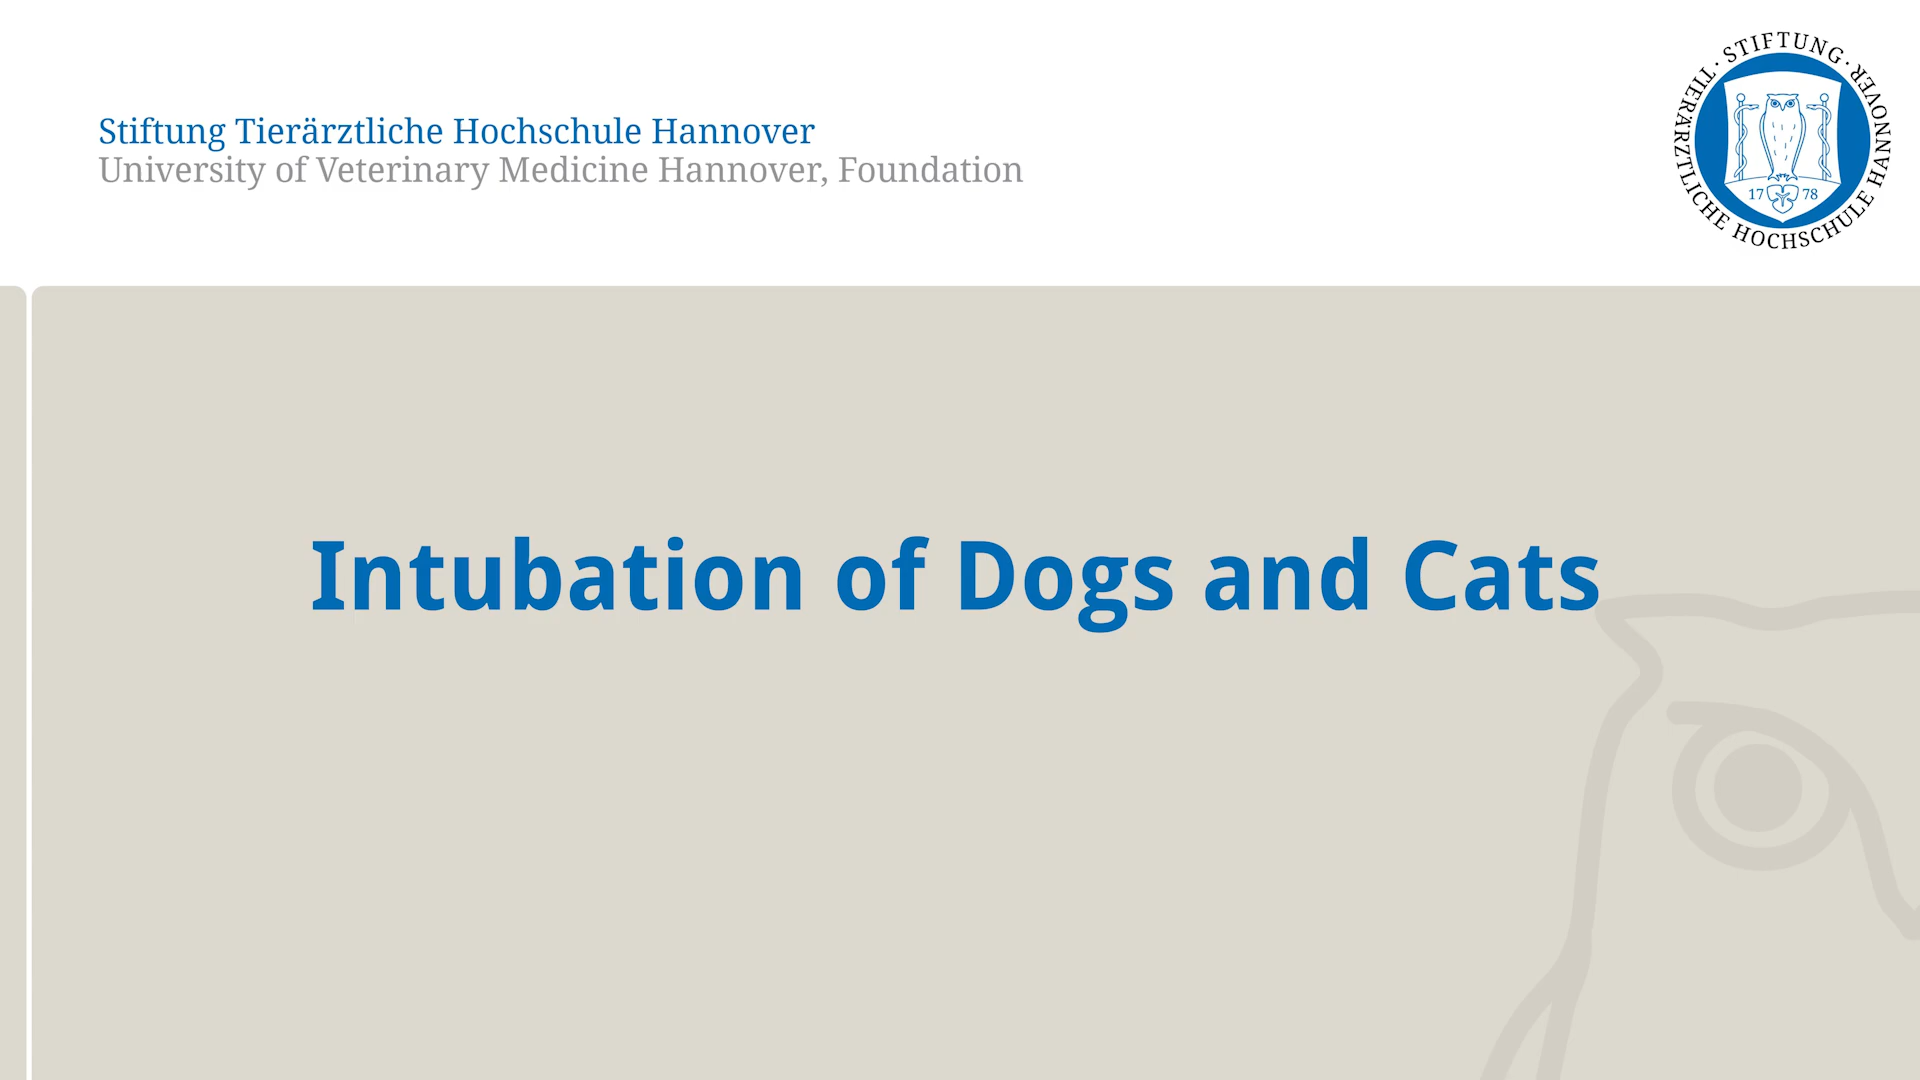 Stiftung Tierärztliche Hochschule Hannover
University of Veterinary Medicine Hannover, Foundation
· STIFTUNG · TIERÄRZTLICHE HOCHSCHULE HANNOVER
17 78
Intubation of Dogs and Cats